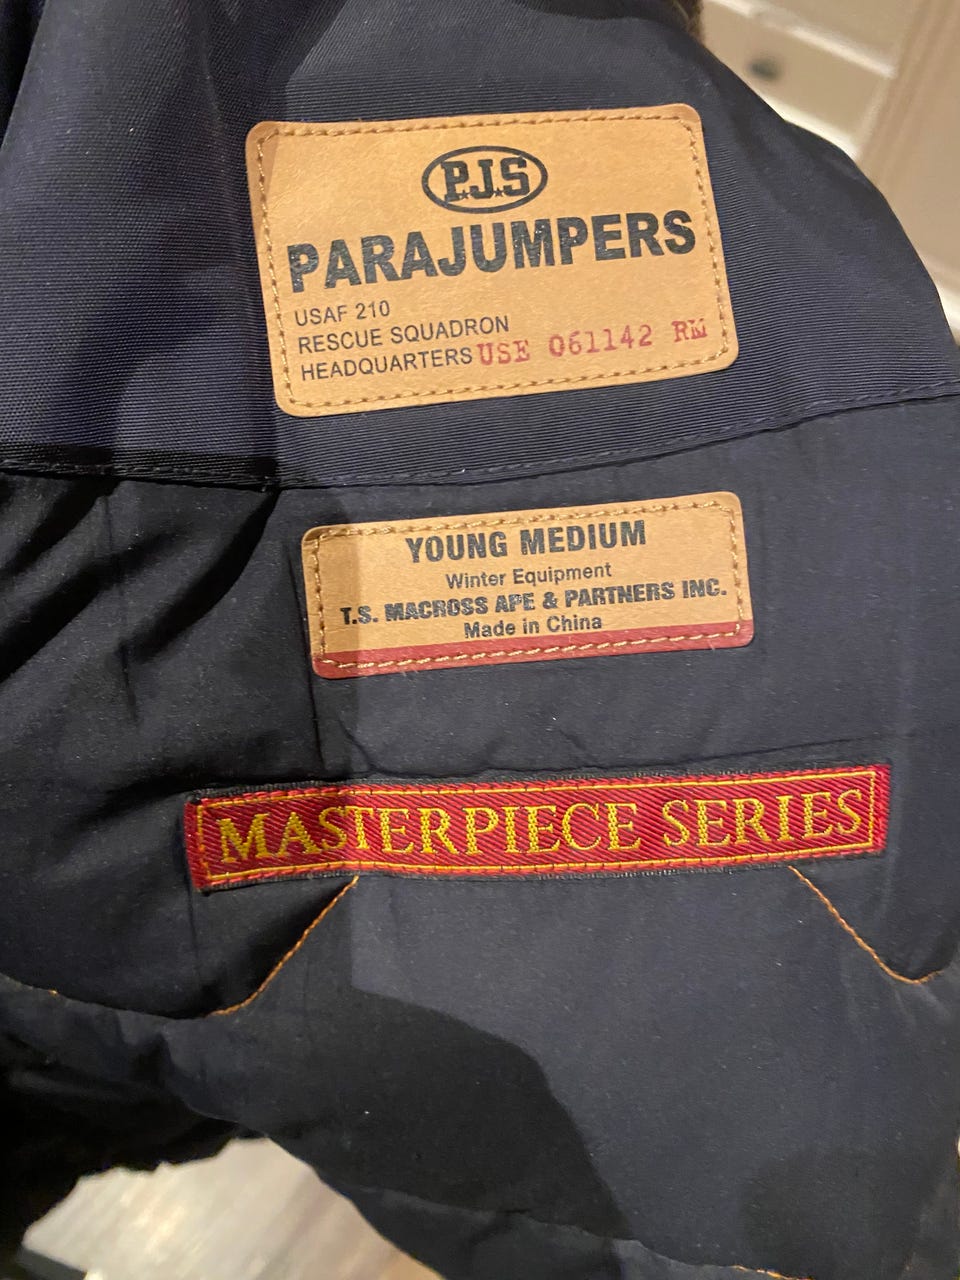 P.J.S
PARAJUMPERS
USAF 210
RESCUE SQUADRON
HEADQUARTERS USE 061142 RM
YOUNG MEDIUM
Winter Equipment
T.S. MACROSS APE & PARTNERS INC.
Made in China
MASTERPIECE SERIES